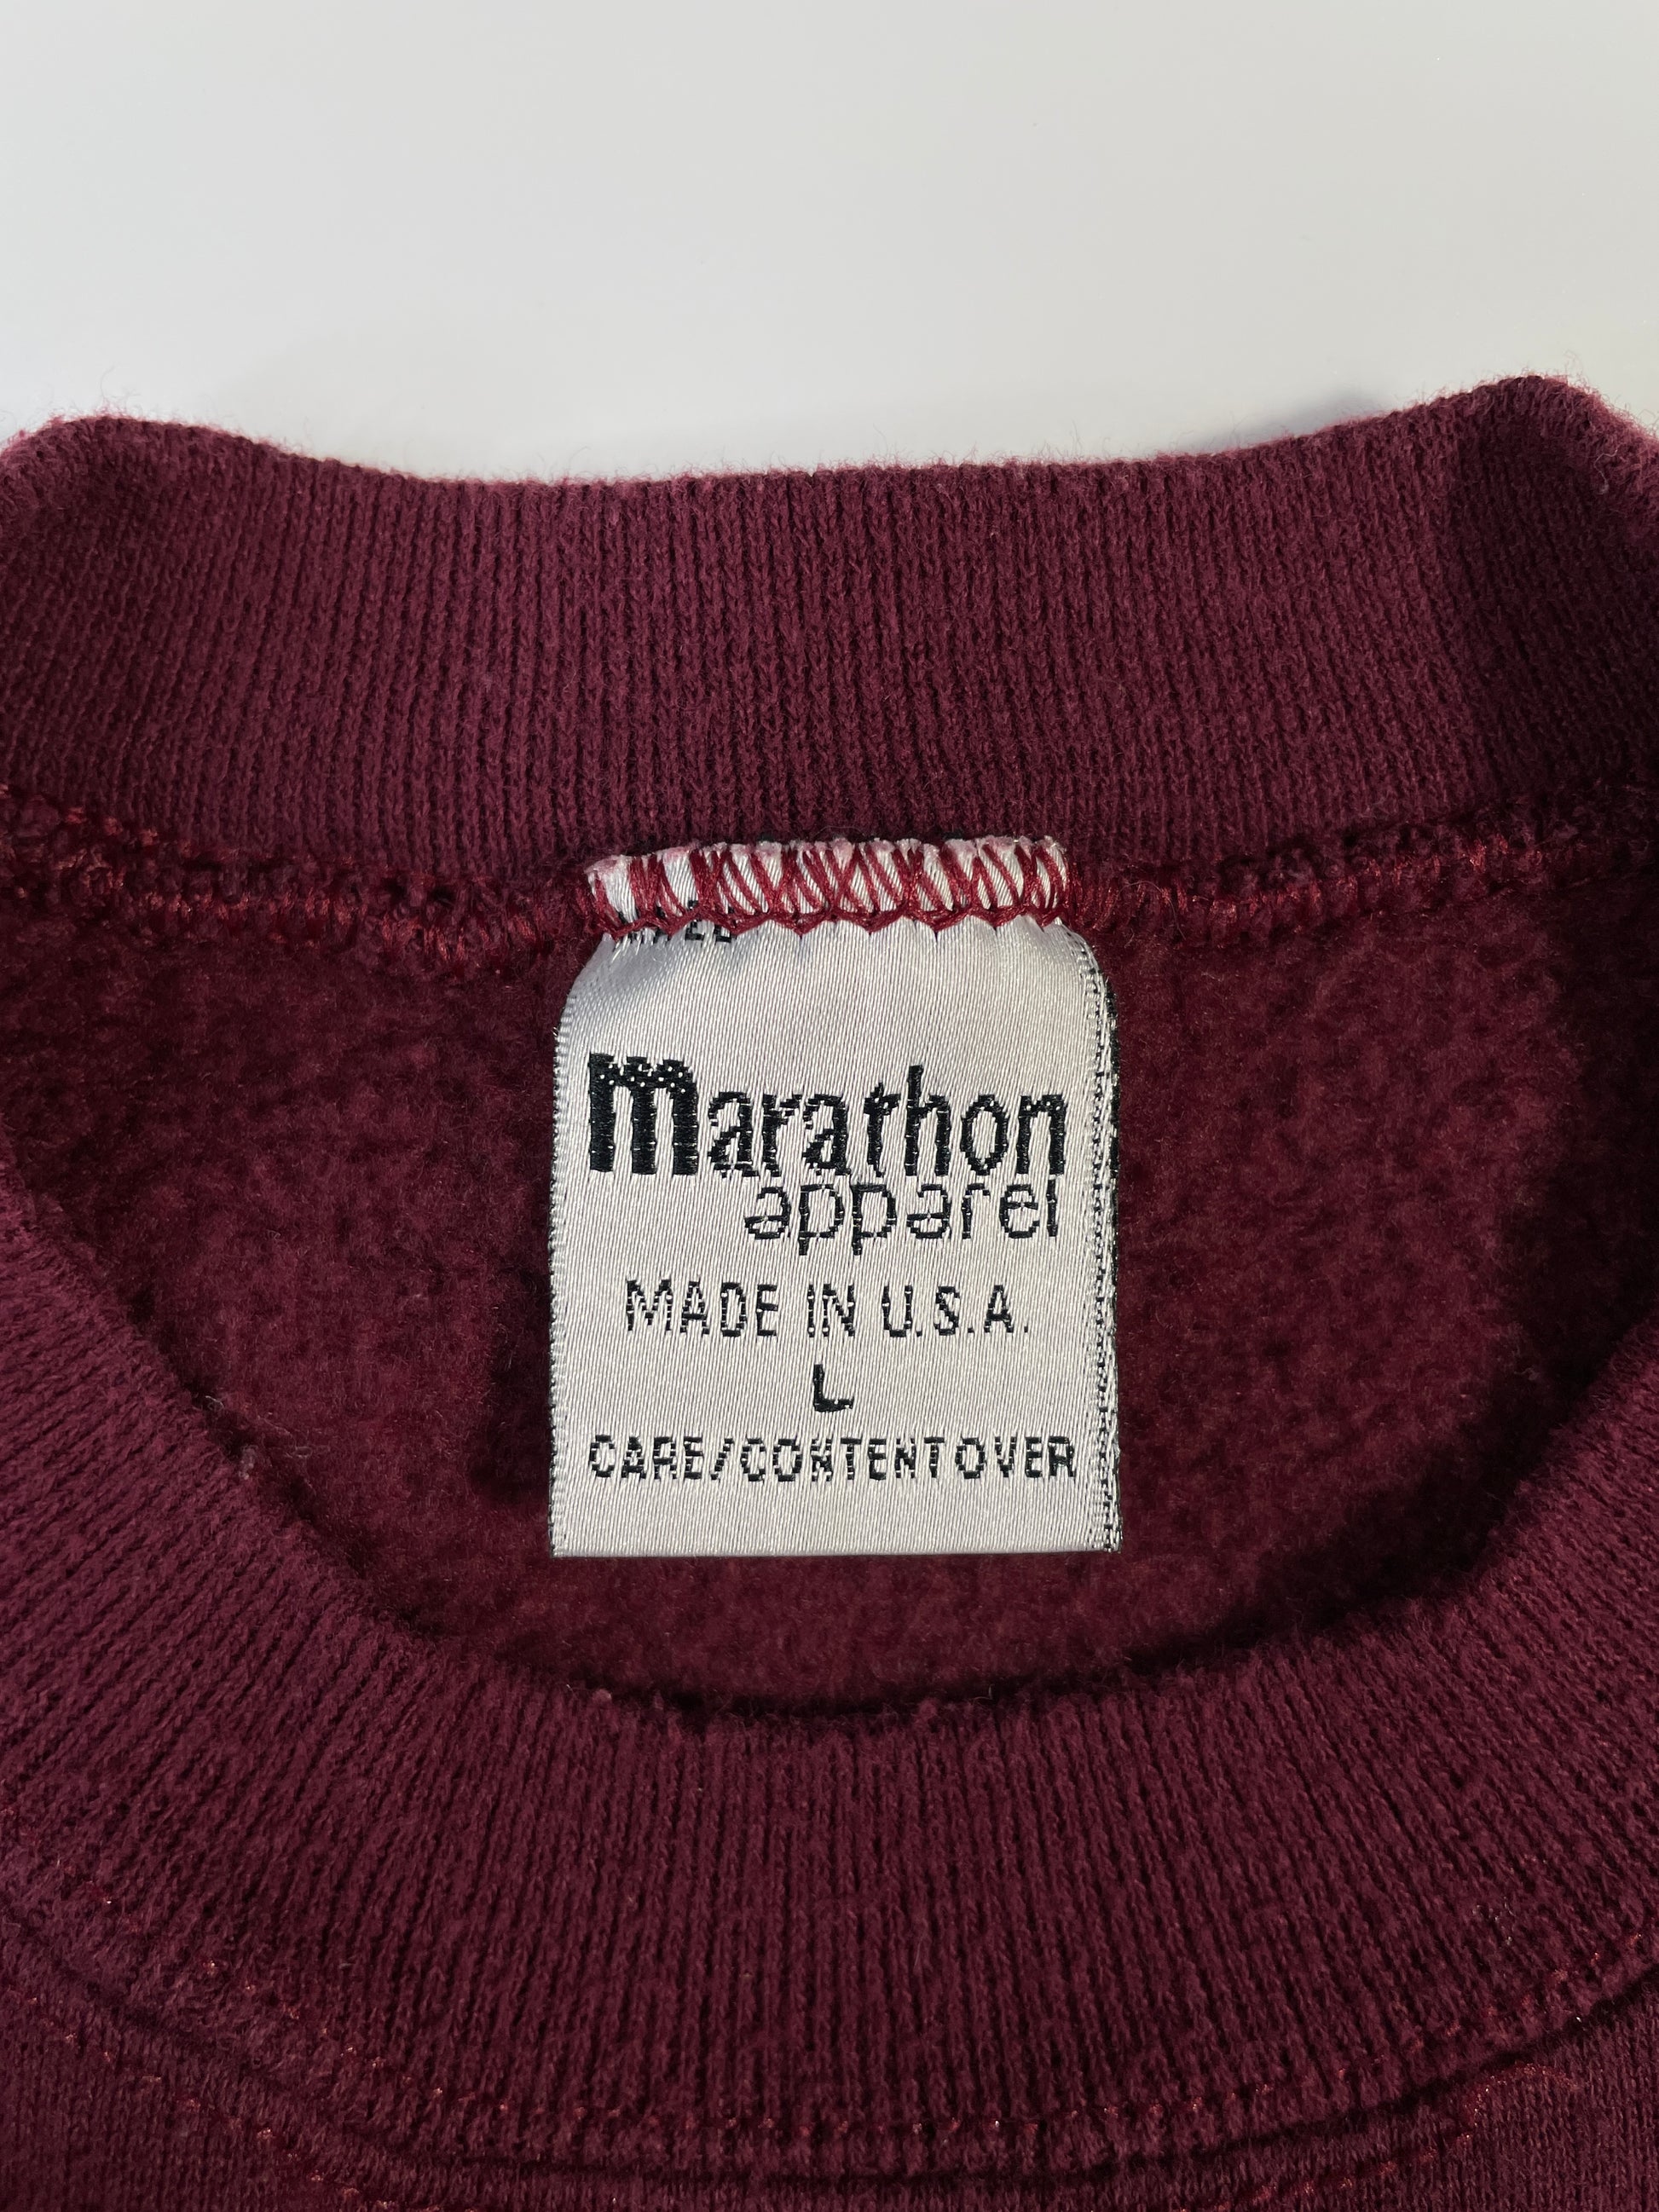 marathon
apparel
MADE IN U.S.A.
L
CARE/CONTENT OVER